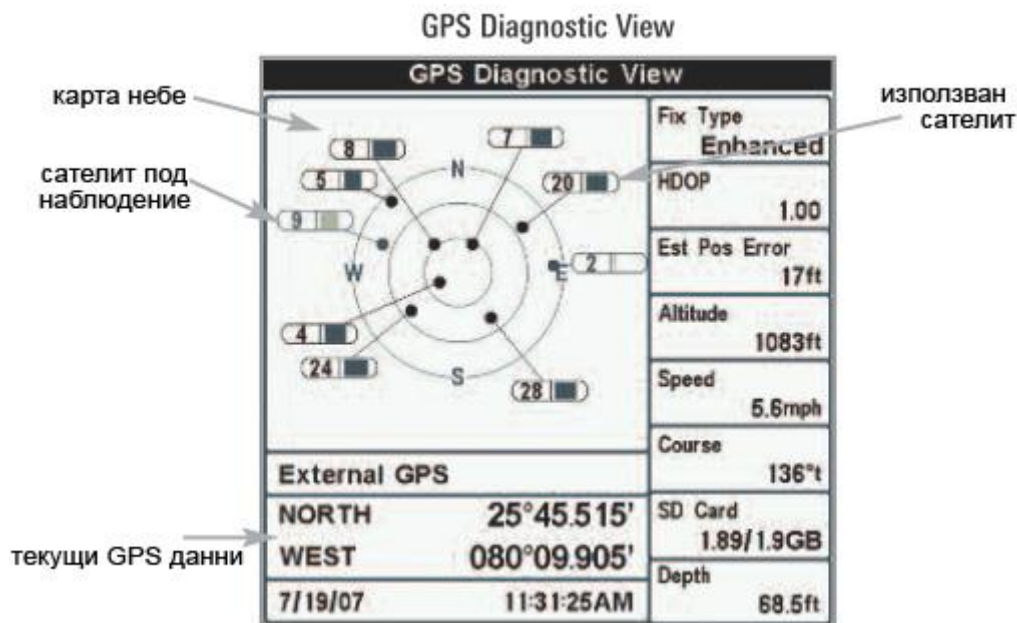 GPS Diagnostic View
GPS Diagnostic View
карта небе
сателит под
наблюдение
текущи GPS данни
използван
сателит
8
7
5
N
20
9
W
E
2
4
24
S
28
External GPS
NORTH 25°45.515'
WEST 080°09.905'
7/19/07 11:31:25AM
Fix Type
Enhanced
HDOP
1.00
Est Pos Error
17ft
Altitude
1083ft
Speed
5.6mph
Course
136°t
SD Card
1.89/1.9GB
Depth
68.5ft